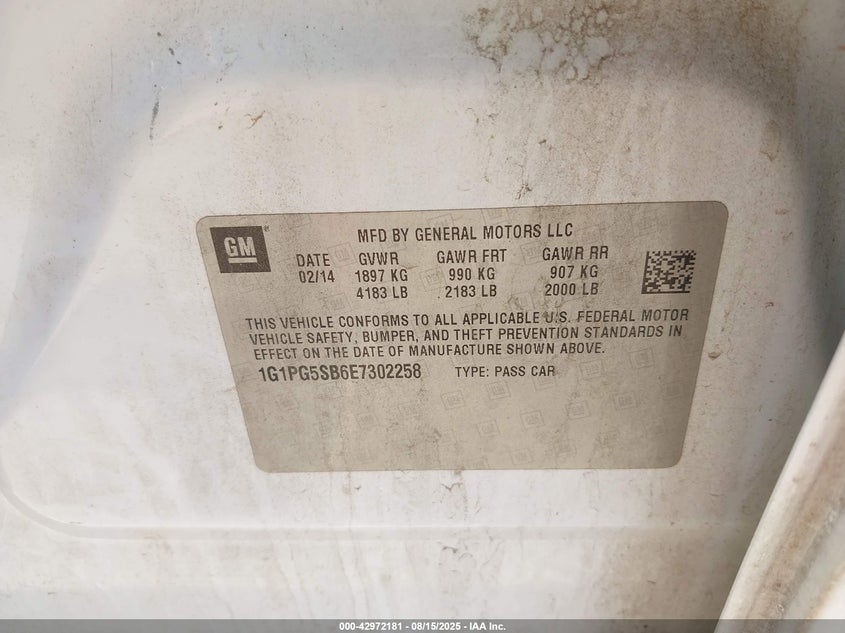 GM
MFD BY GENERAL MOTORS LLC
DATE GVWR GAWR FRT GAWR RR
02/14 1897 KG 990 KG 907 KG
4183 LB 2183 LB 2000 LB
THIS VEHICLE CONFORMS TO ALL APPLICABLE U.S. FEDERAL MOTOR
VEHICLE SAFETY, BUMPER, AND THEFT PREVENTION STANDARDS IN
EFFECT ON THE DATE OF MANUFACTURE SHOWN ABOVE.
1G1PG5SB6E7302258 TYPE: PASS CAR
000-42972181 - 08/15/2025 - IAA Inc.